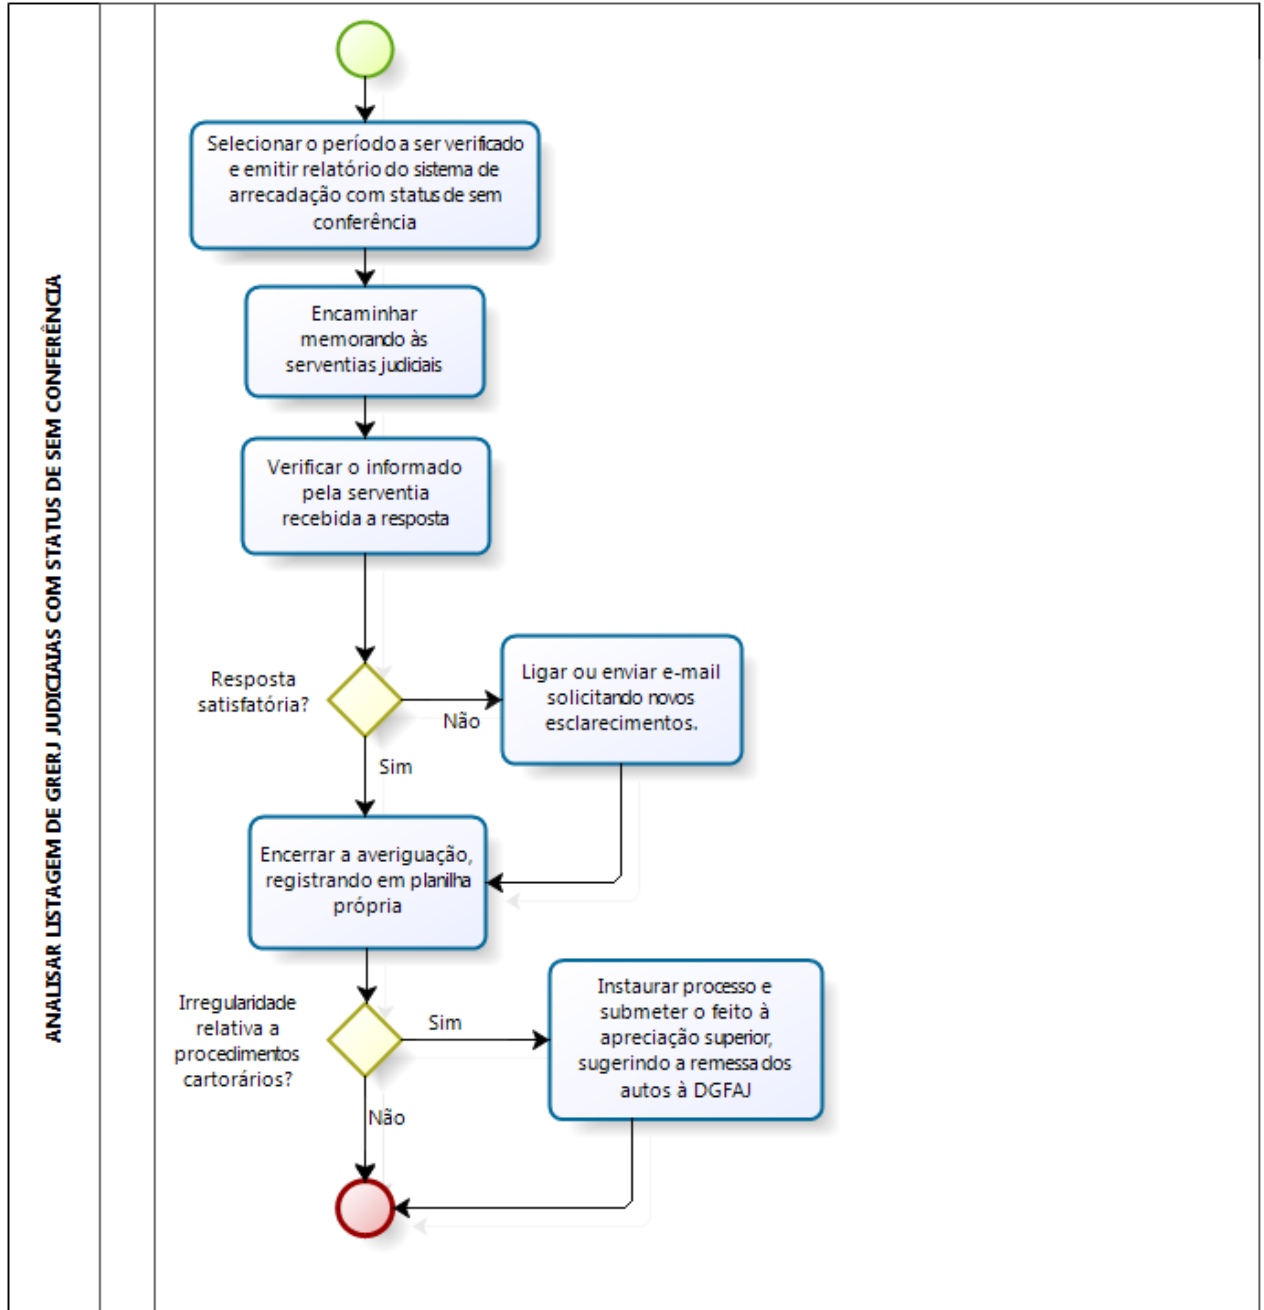 ANALISAR LISTAGEM DE GRERJ JUDICIAIAS COM STATUS DE SEM CONFERÊNCIA
Selecionar o período a ser verificado
e emitir relatório do sistema de
arrecadação com status de sem
conferência
Encaminhar
memorando às
serventias judiciais
Verificar o informado
pela serventia
recebida a resposta
Resposta
satisfatória?
Não
Ligar ou enviar e-mail
solicitando novos
esclarecimentos.
Sim
Encerrar a averiguação,
registrando em planilha
própria
Irregularidade
relativa a
procedimentos
cartorários?
Sim
Instaurar processo e
submeter o feito à
apreciação superior,
sugerindo a remessa dos
autos à DGFAJ
Não